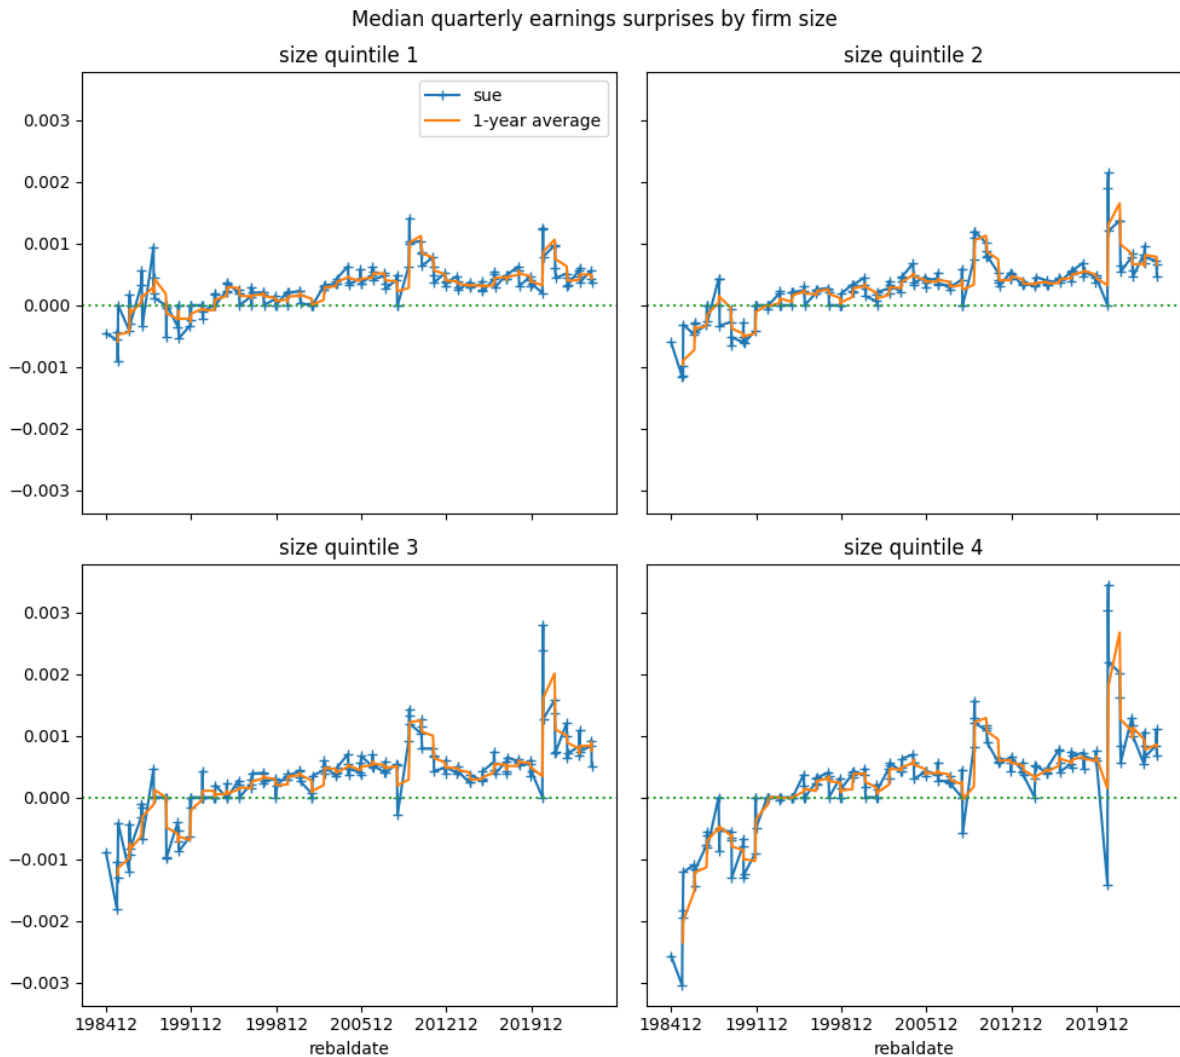 Median quarterly earnings surprises by firm size
size quintile 1
size quintile 2
sue
1-year average
0.003
0.002
0.001
0.000
−0.001
−0.002
−0.003
size quintile 3
size quintile 4
0.003
0.002
0.001
0.000
−0.001
−0.002
−0.003
198412 199112 199812 200512 201212 201912
198412 199112 199812 200512 201212 201912
rebaldate
rebaldate